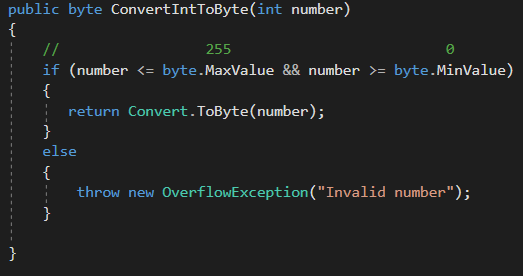 public byte ConvertIntToByte(int number)
{
    //                  255                          0
    if (number <= byte.MaxValue && number >= byte.MinValue)
    {
       return Convert.ToByte(number);
    }
    else
    {
        throw new OverflowException("Invalid number");
    }
}